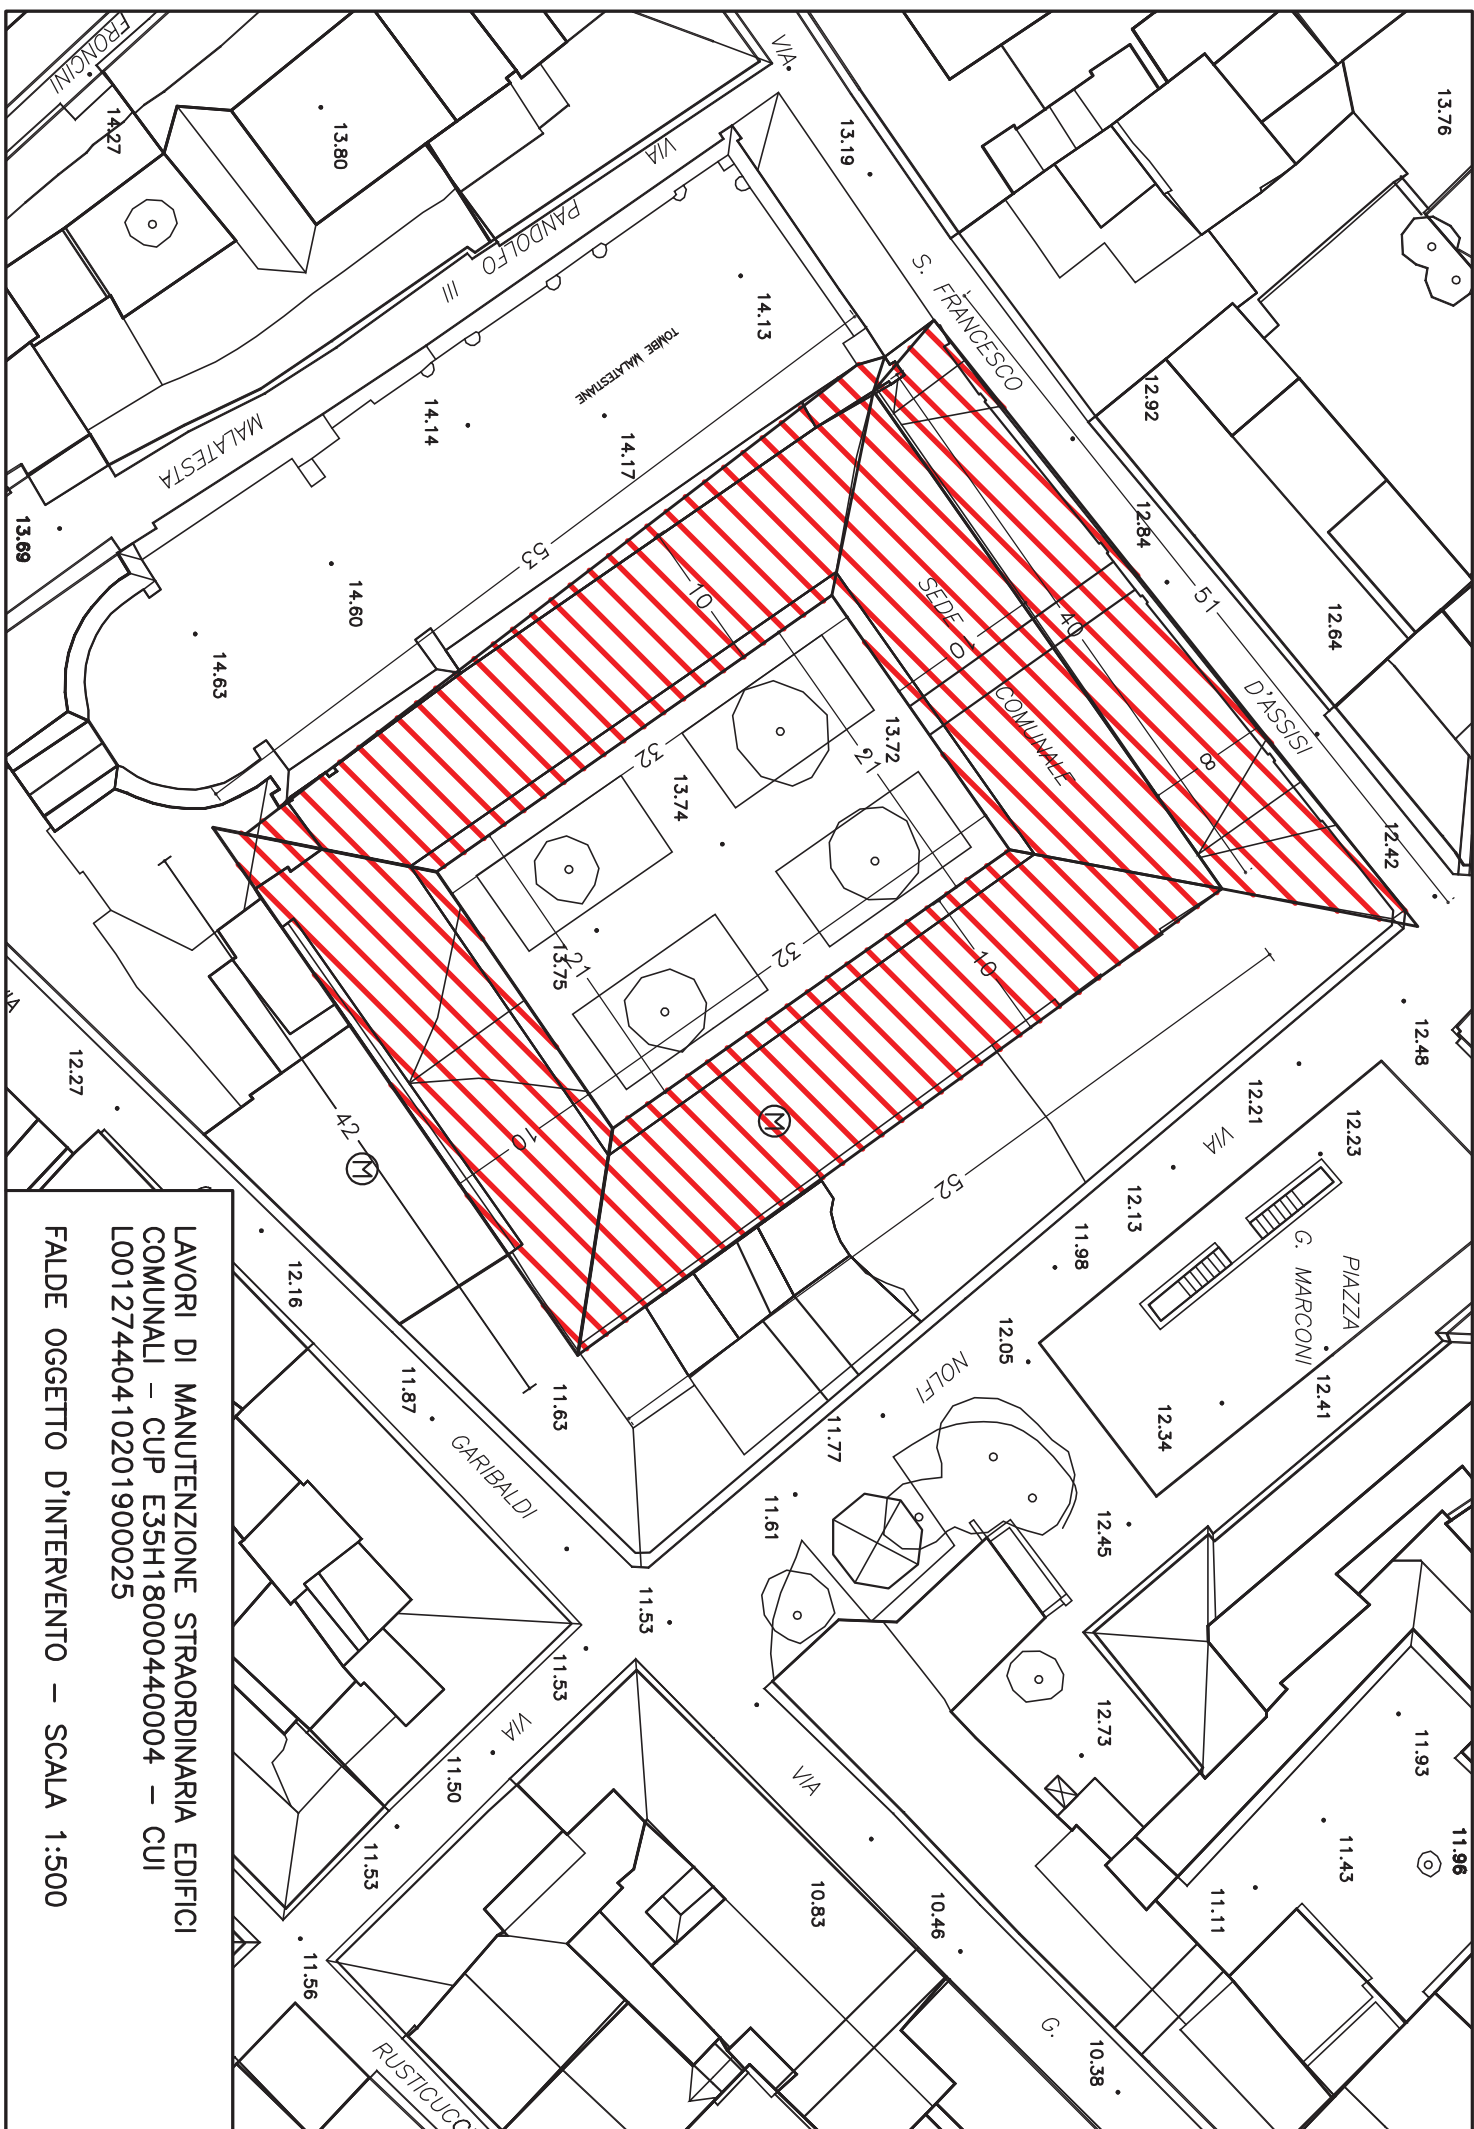 FRONCINI
14.27
13.80
VIA
13.19
VIA
PANDOLFO
III
MALATESTA
13.76
S. FRANCESCO
D'ASSISI
12.92
12.84
12.64
12.42
51
14.13
TOMBE MALATESTIANE
14.14
14.17
14.60
14.63
13.69
53
10
SEDE
COMUNALE
40
8
32
21
13.72
13.74
13.75
21
32
10
10
M
M
42
52
12.48
12.21
12.23
VIA
12.13
11.98
12.05
NOLFI
PIAZZA
G. MARCONI
12.41
12.34
12.45
11.77
11.61
12.27
12.16
11.87
GARIBALDI
11.63
11.53
11.53
VIA
11.50
11.53
11.56
VIA
G.
12.73
11.93
11.43
11.96
11.11
10.83
10.46
10.38
LAVORI DI MANUTENZIONE STRAORDINARIA EDIFICI
COMUNALI - CUP E35H18000440004 - CUI
L00127440410201900025
FALDE OGGETTO D'INTERVENTO - SCALA 1:500